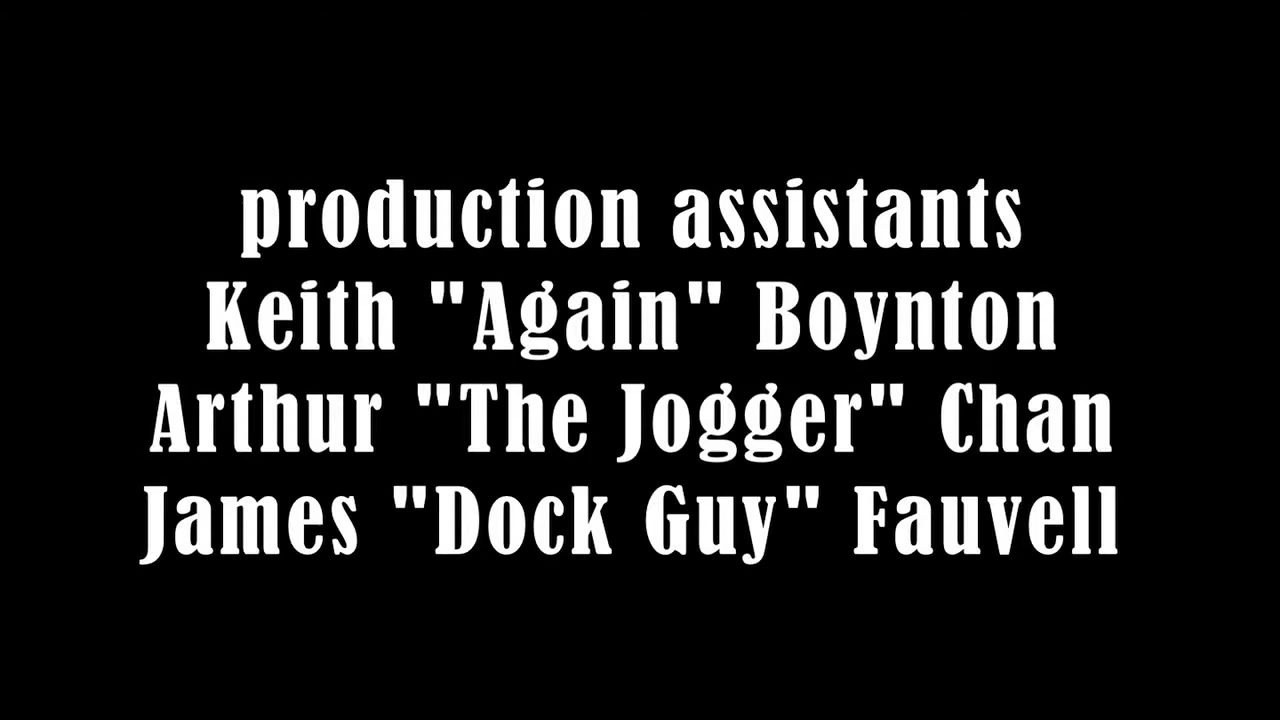 production assistants
Keith "Again" Boynton
Arthur "The Jogger" Chan
James "Dock Guy" Fauvell